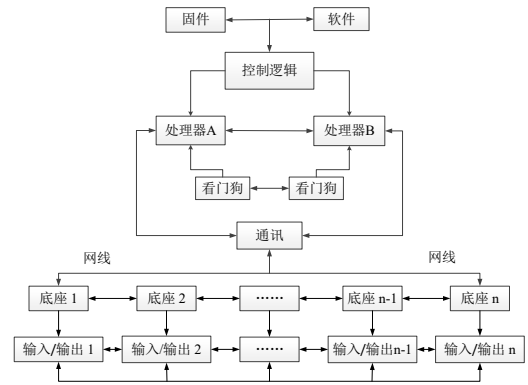 固件 软件
控制逻辑
处理器A 处理器B
看门狗 看门狗
通讯
网线 网线
底座 1 底座 2 …… 底座 n-1 底座 n
输入/输出 1 输入/输出 2 …… 输入/输出n-1 输入/输出 n